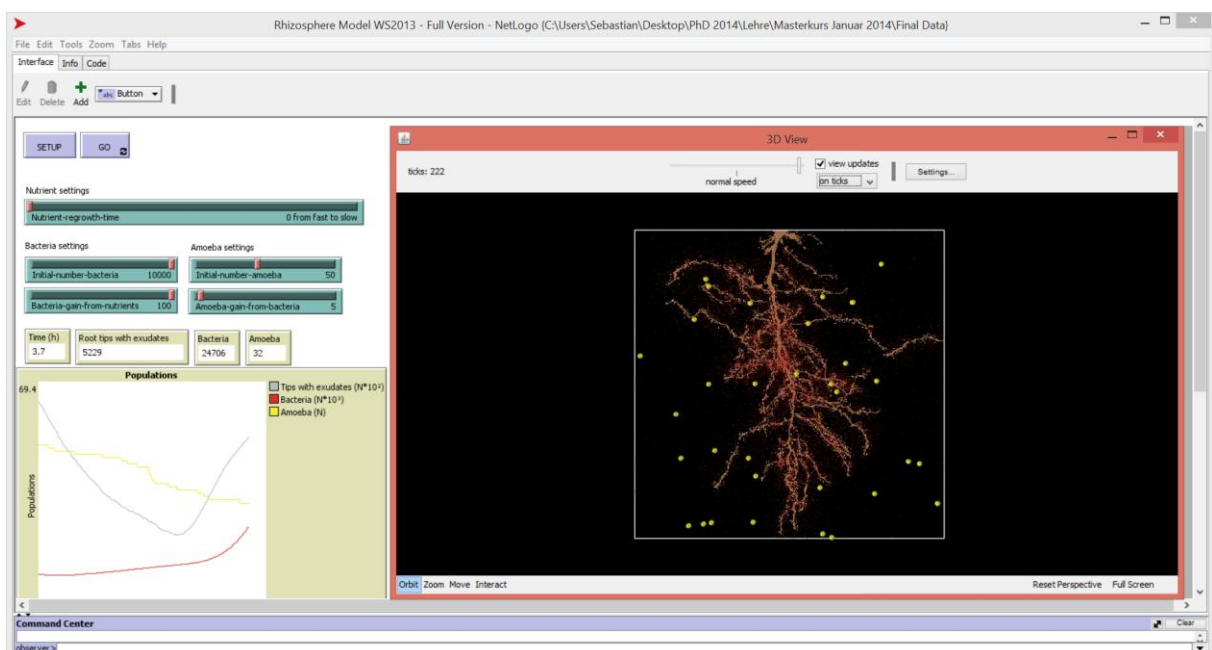 Rhizosphere Model WS2013 - Full Version - NetLogo {C:\Users\Sebastian\Desktop\PhD 2014\Lehre\Masterkurs Januar 2014\Final Data}
File Edit Tools Zoom Tabs Help
Interface Info Code
Edit Delete Add abc Button
SETUP GO
Nutrient settings
Nutrient-regrowth-time 0 from fast to slow
Bacteria settings Amoeba settings
Initial-number-bacteria 10000 Initial-number-amoeba 50
Bacteria-gain-from-nutrients 100 Amoeba-gain-from-bacteria 5
Time (h) Root tips with exudates Bacteria Amoeba
3.7 5229 24706 32
Populations
69.4
Tips with exudates (N*10²)
Bacteria (N*10³)
Amoeba (N)
Populations
3D View
ticks: 222
normal speed
view updates
on ticks
Settings...
Orbit Zoom Move Interact Reset Perspective Full Screen
Command Center Clear
observer>